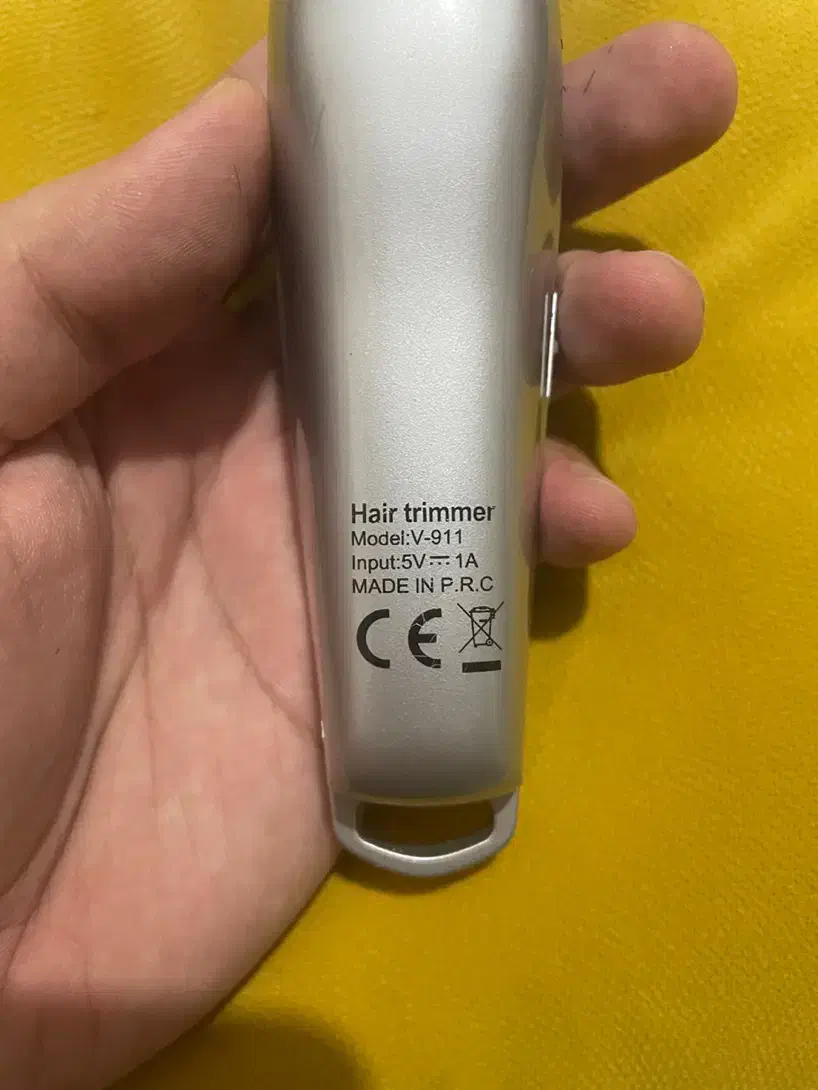 Hair trimmer
Model:V-911
Input:5V⎓1A
MADE IN P.R.C
CE